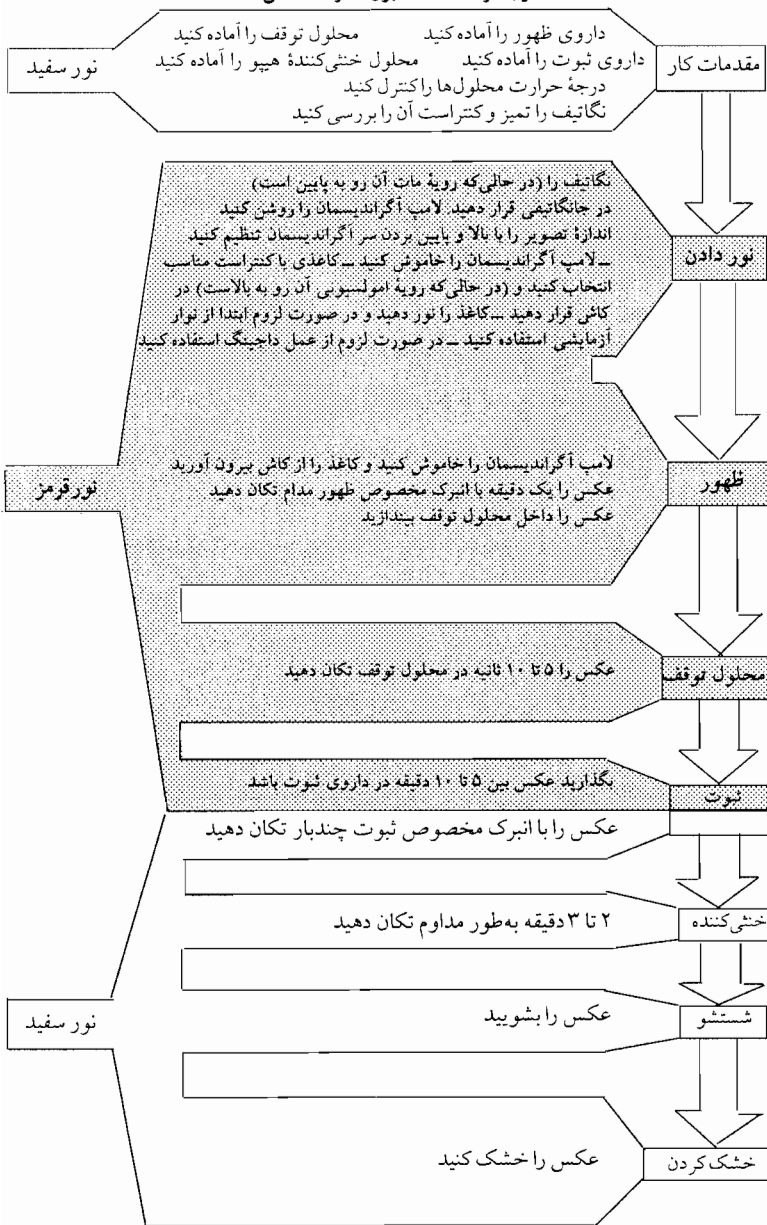 مقدمات کار
داروی ظهور را آماده کنید محلول توقف را آماده کنید
داروی ثبوت را آماده کنید محلول خنثی‌کنندهٔ هیپو را آماده کنید
درجهٔ حرارت محلول‌ها را کنترل کنید
نگاتیف را تمیز و کنتراست آن را بررسی کنید
نور سفید
نور دادن
نگاتیف را (در حالی‌که رویهٔ مات آن رو به پایین است)
در جانگاتیفی قرار دهید. لامپ آگراندیسمان را روشن کنید
اندازهٔ تصویر را با بالا و پایین بردن سر آگراندیسمان تنظیم کنید
ــ لامپ آگراندیسمان را خاموش کنید ــ کاغذی با کنتراست مناسب
انتخاب کنید و (در حالی‌که رویهٔ امولسیونی آن رو به بالاست) در
کاش قرار دهید ــ کاغذ را نور دهید و در صورت لزوم ابتدا از نوار
آزمایشی استفاده کنید ــ در صورت لزوم از عمل داجینگ استفاده کنید
ظهور
لامپ آگراندیسمان را خاموش کنید و کاغذ را از کاش بیرون آورید
عکس را یک دقیقه با انبرک مخصوص ظهور مدام تکان دهید
عکس را داخل محلول توقف بیندازید
نور قرمز
محلول توقف
عکس را ۵ تا ۱۰ ثانیه در محلول توقف تکان دهید
ثبوت
بگذارید عکس بین ۵ تا ۱۰ دقیقه در داروی ثبوت باشد
عکس را با انبرک مخصوص ثبوت چندبار تکان دهید
خنثی‌کننده
۲ تا ۳ دقیقه به‌طور مداوم تکان دهید
شستشو
عکس را بشویید
نور سفید
خشک کردن
عکس را خشک کنید